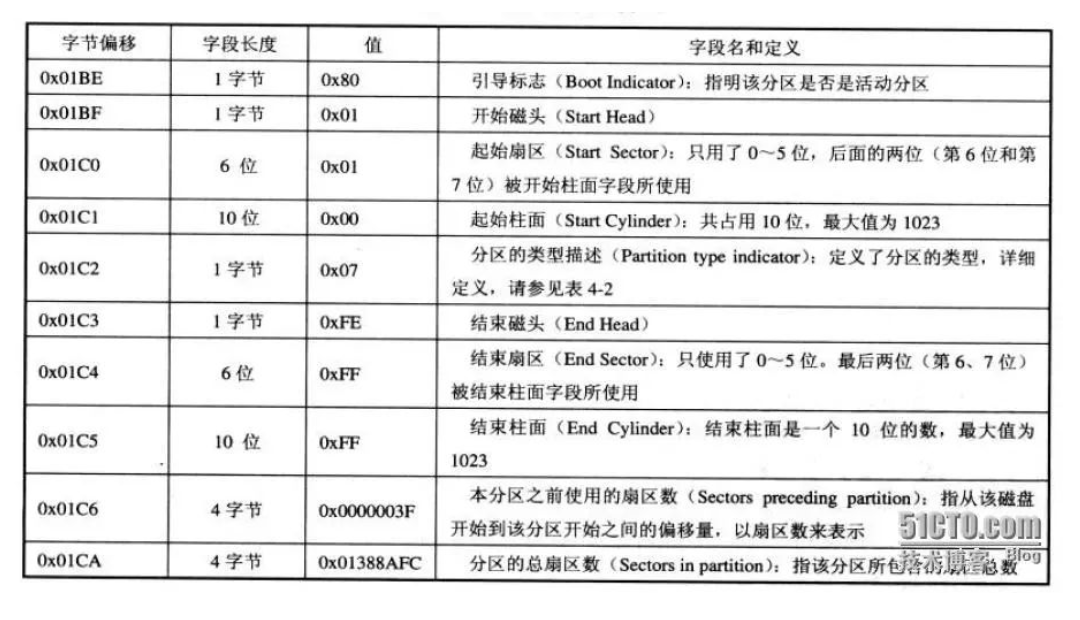 字节偏移 字段长度 值 字段名和定义
0x01BE 1 字节 0x80 引导标志（Boot Indicator）：指明该分区是否是活动分区
0x01BF 1 字节 0x01 开始磁头（Start Head）
0x01C0 6 位 0x01 起始扇区（Start Sector）：只用了 0～5 位，后面的两位（第 6 位和第
7 位）被开始柱面字段所使用
0x01C1 10 位 0x00 起始柱面（Start Cylinder）：共占用 10 位，最大值为 1023
0x01C2 1 字节 0x07 分区的类型描述（Partition type indicator）：定义了分区的类型，详细
定义，请参见表 4-2
0x01C3 1 字节 0xFE 结束磁头（End Head）
0x01C4 6 位 0xFF 结束扇区（End Sector）：只使用了 0～5 位。最后两位（第 6、7 位）
被结束柱面字段所使用
0x01C5 10 位 0xFF 结束柱面（End Cylinder）：结束柱面是一个 10 位的数，最大值为
1023
0x01C6 4 字节 0x0000003F 本分区之前使用的扇区数（Sectors preceding partition）：指从该磁盘
开始到该分区开始之间的偏移量，以扇区数来表示
0x01CA 4 字节 0x01388AFC 分区的总扇区数（Sectors in partition）：指该分区所包含的总数
51CTO.com
技术博客 Blog